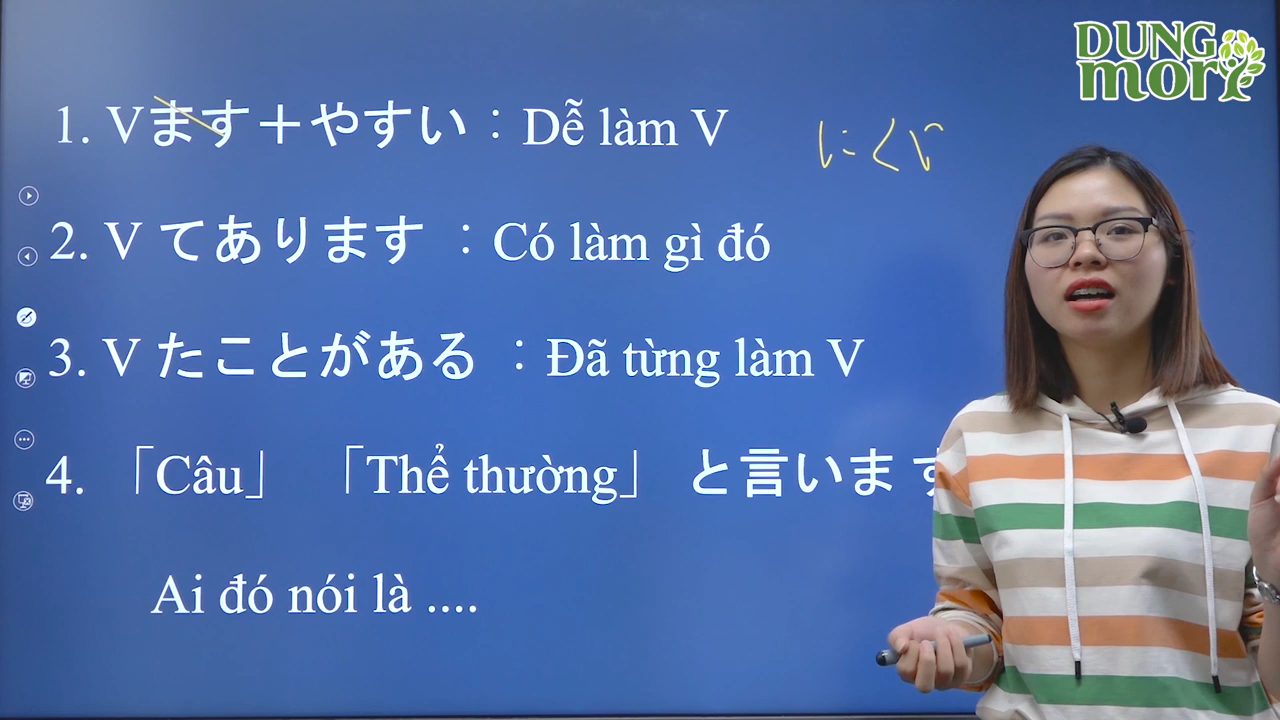 DUNG
mori
1. Vます＋やすい：Dễ làm V
にくい
2. V てあります ：Có làm gì đó
3. V たことがある ：Đã từng làm V
4. 「Câu」 「Thể thường」 と言います
Ai đó nói là ....